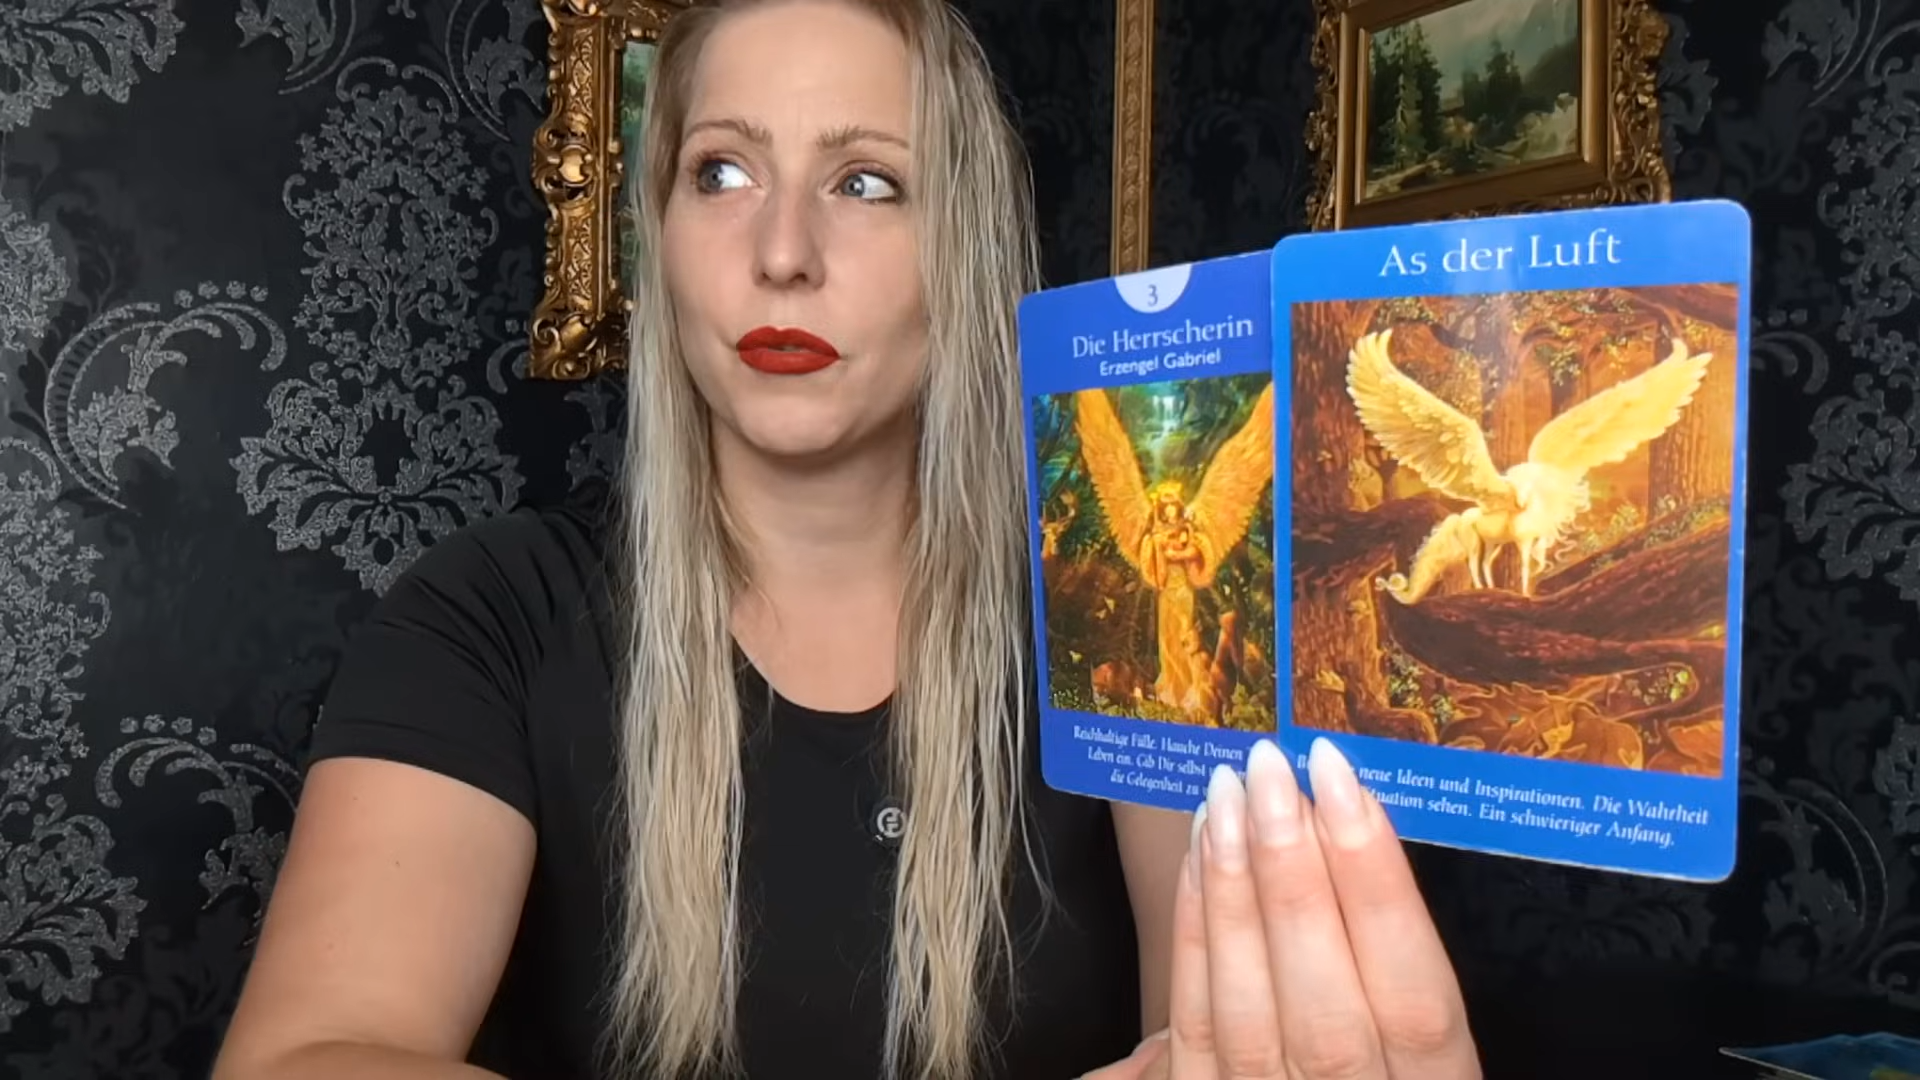 3
Die Herrscherin
Erzengel Gabriel
Reichhaltige Fülle. Hauche Deinen
Leben ein. Gib Dir selbst
die Gelegenheit zu
As der Luft
neue Ideen und Inspirationen. Die Wahrheit
sehen. Ein schwieriger Anfang.